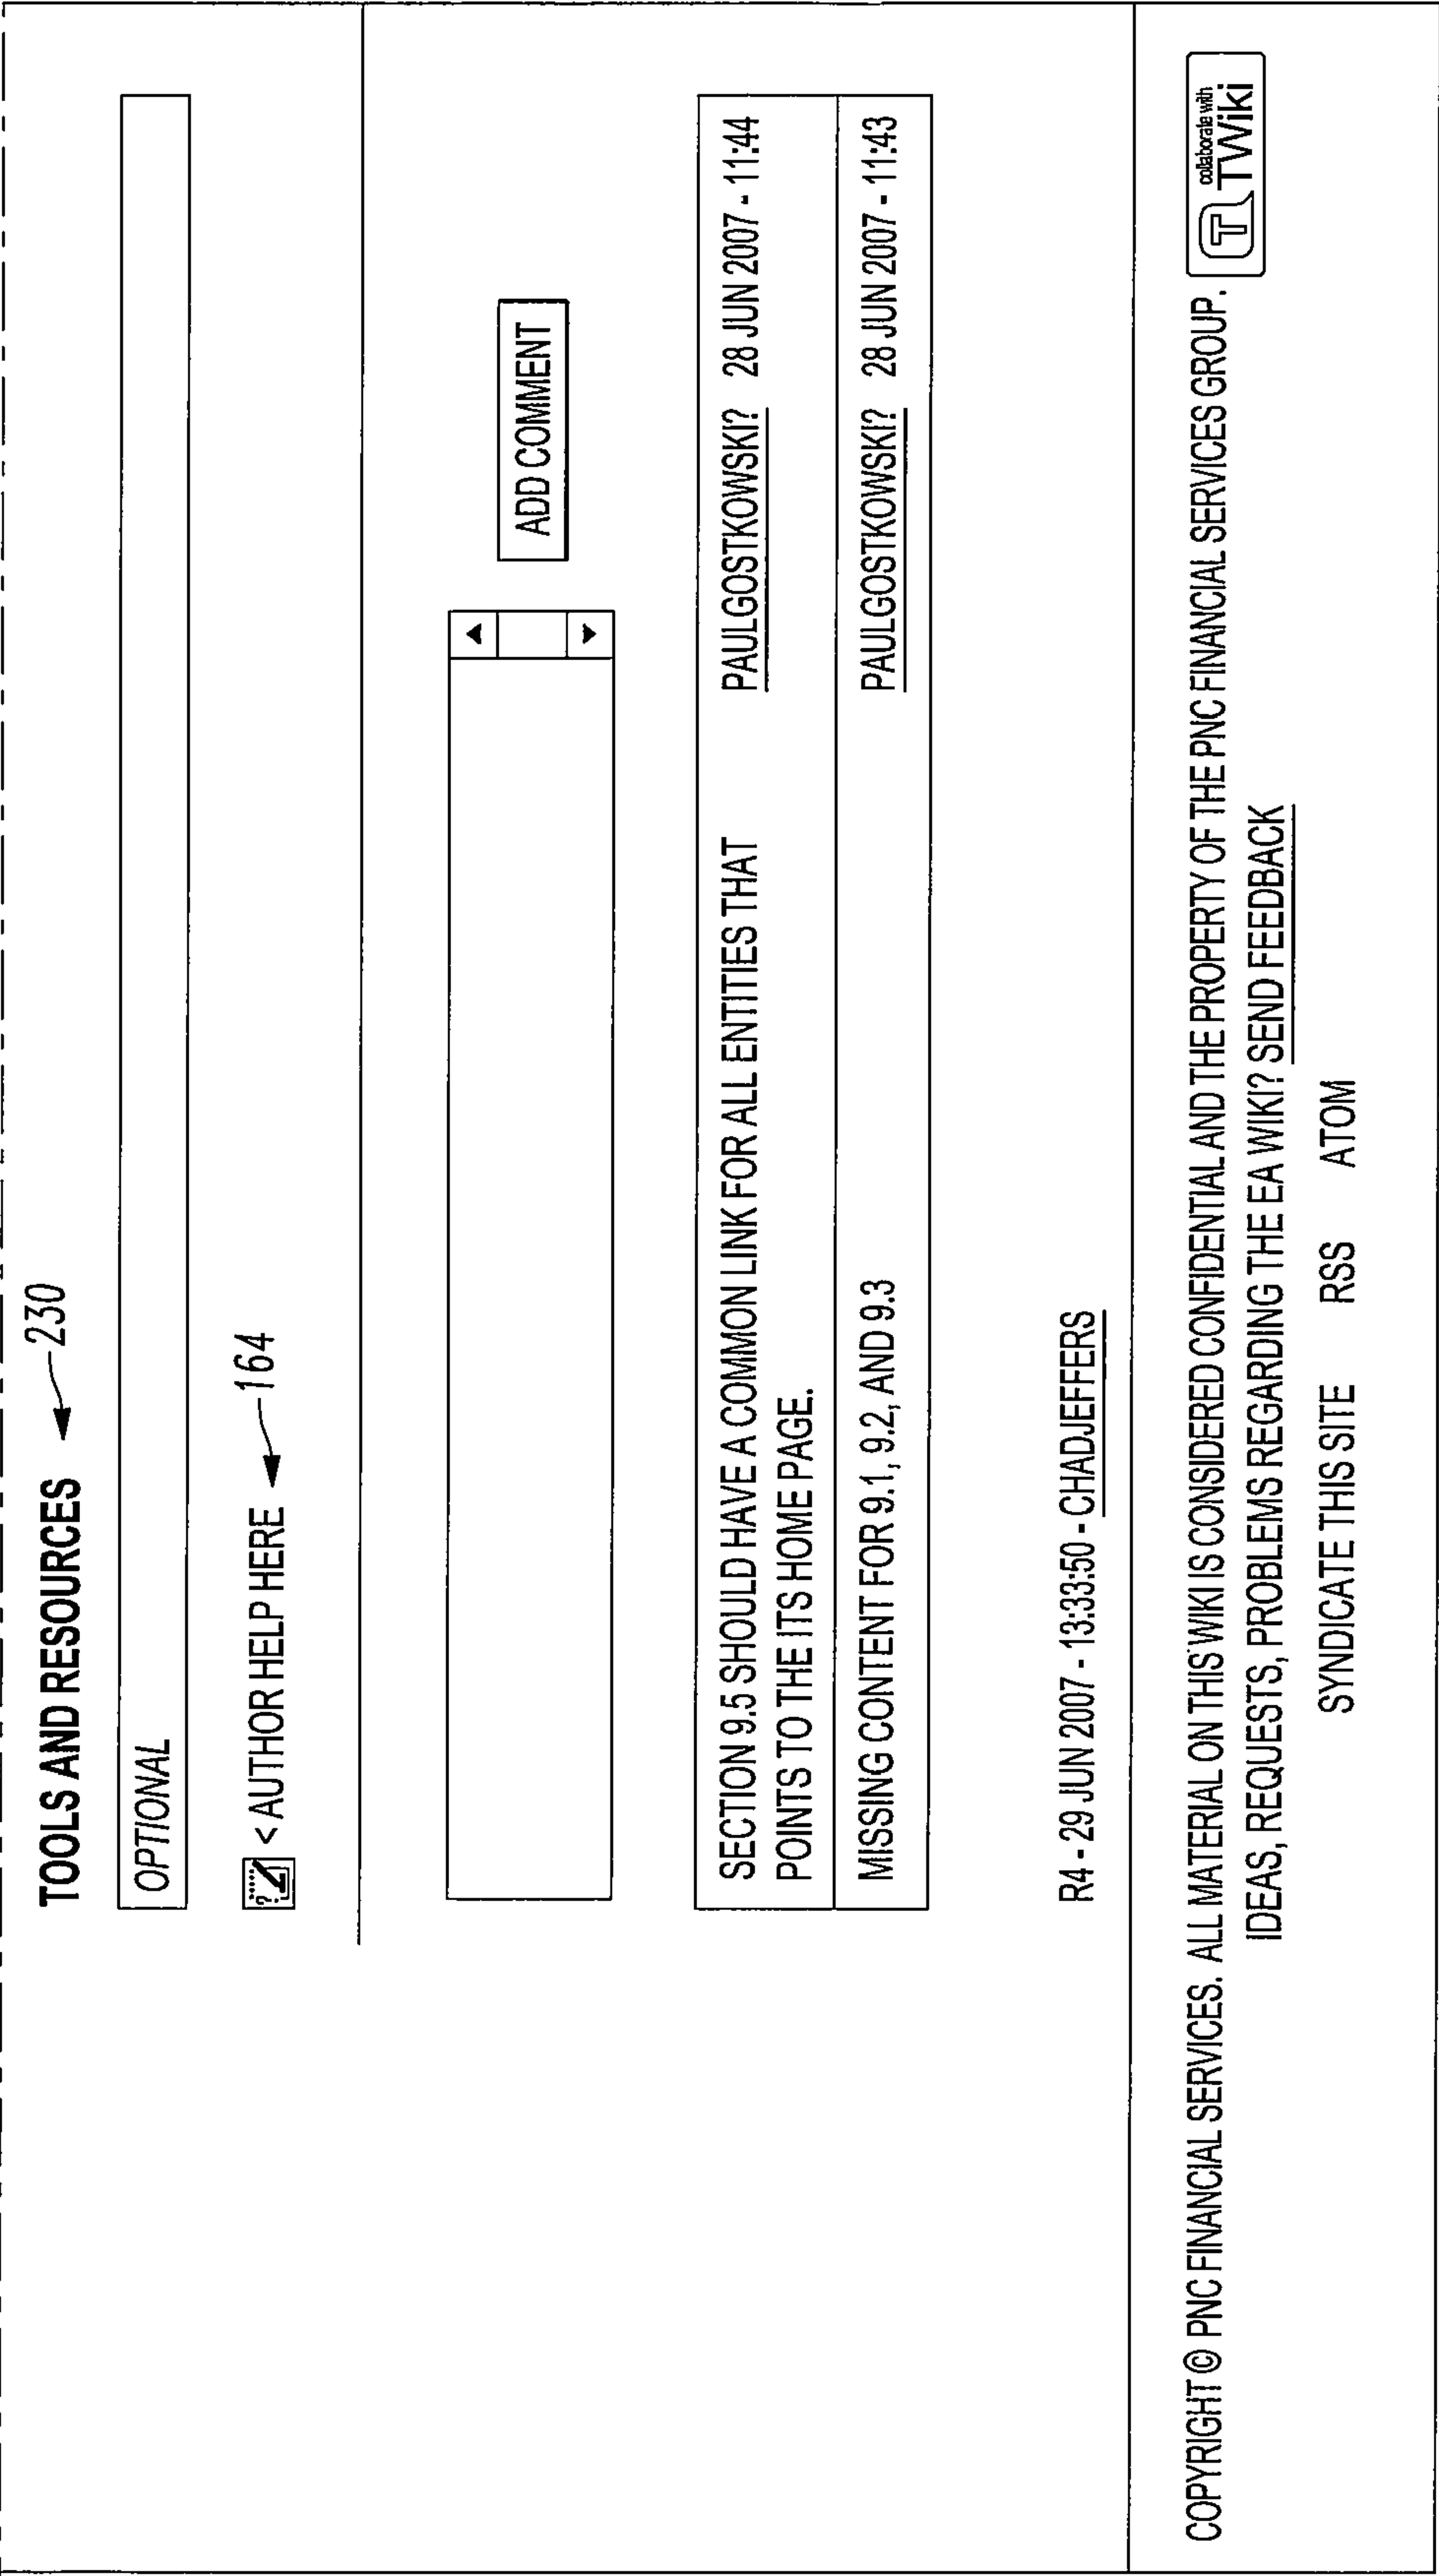 TOOLS AND RESOURCES 230
OPTIONAL
? < AUTHOR HELP HERE 164
ADD COMMENT
SECTION 9.5 SHOULD HAVE A COMMON LINK FOR ALL ENTITIES THAT PAULGOSTKOWSKI? 28 JUN 2007 - 11:44
POINTS TO THE ITS HOME PAGE.
MISSING CONTENT FOR 9.1, 9.2, AND 9.3 PAULGOSTKOWSKI? 28 JUN 2007 - 11:43
R4 - 29 JUN 2007 - 13:33:50 - CHADJEFFERS
COPYRIGHT © PNC FINANCIAL SERVICES. ALL MATERIAL ON THIS WIKI IS CONSIDERED CONFIDENTIAL AND THE PROPERTY OF THE PNC FINANCIAL SERVICES GROUP.
IDEAS, REQUESTS, PROBLEMS REGARDING THE EA WIKI? SEND FEEDBACK
T collaborate with
TWiki
SYNDICATE THIS SITE RSS ATOM